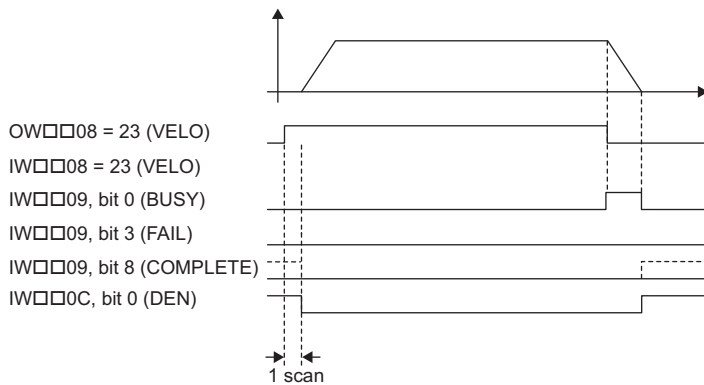 OW□□08 = 23 (VELO)
IW□□08 = 23 (VELO)
IW□□09, bit 0 (BUSY)
IW□□09, bit 3 (FAIL)
IW□□09, bit 8 (COMPLETE)
IW□□0C, bit 0 (DEN)
1 scan